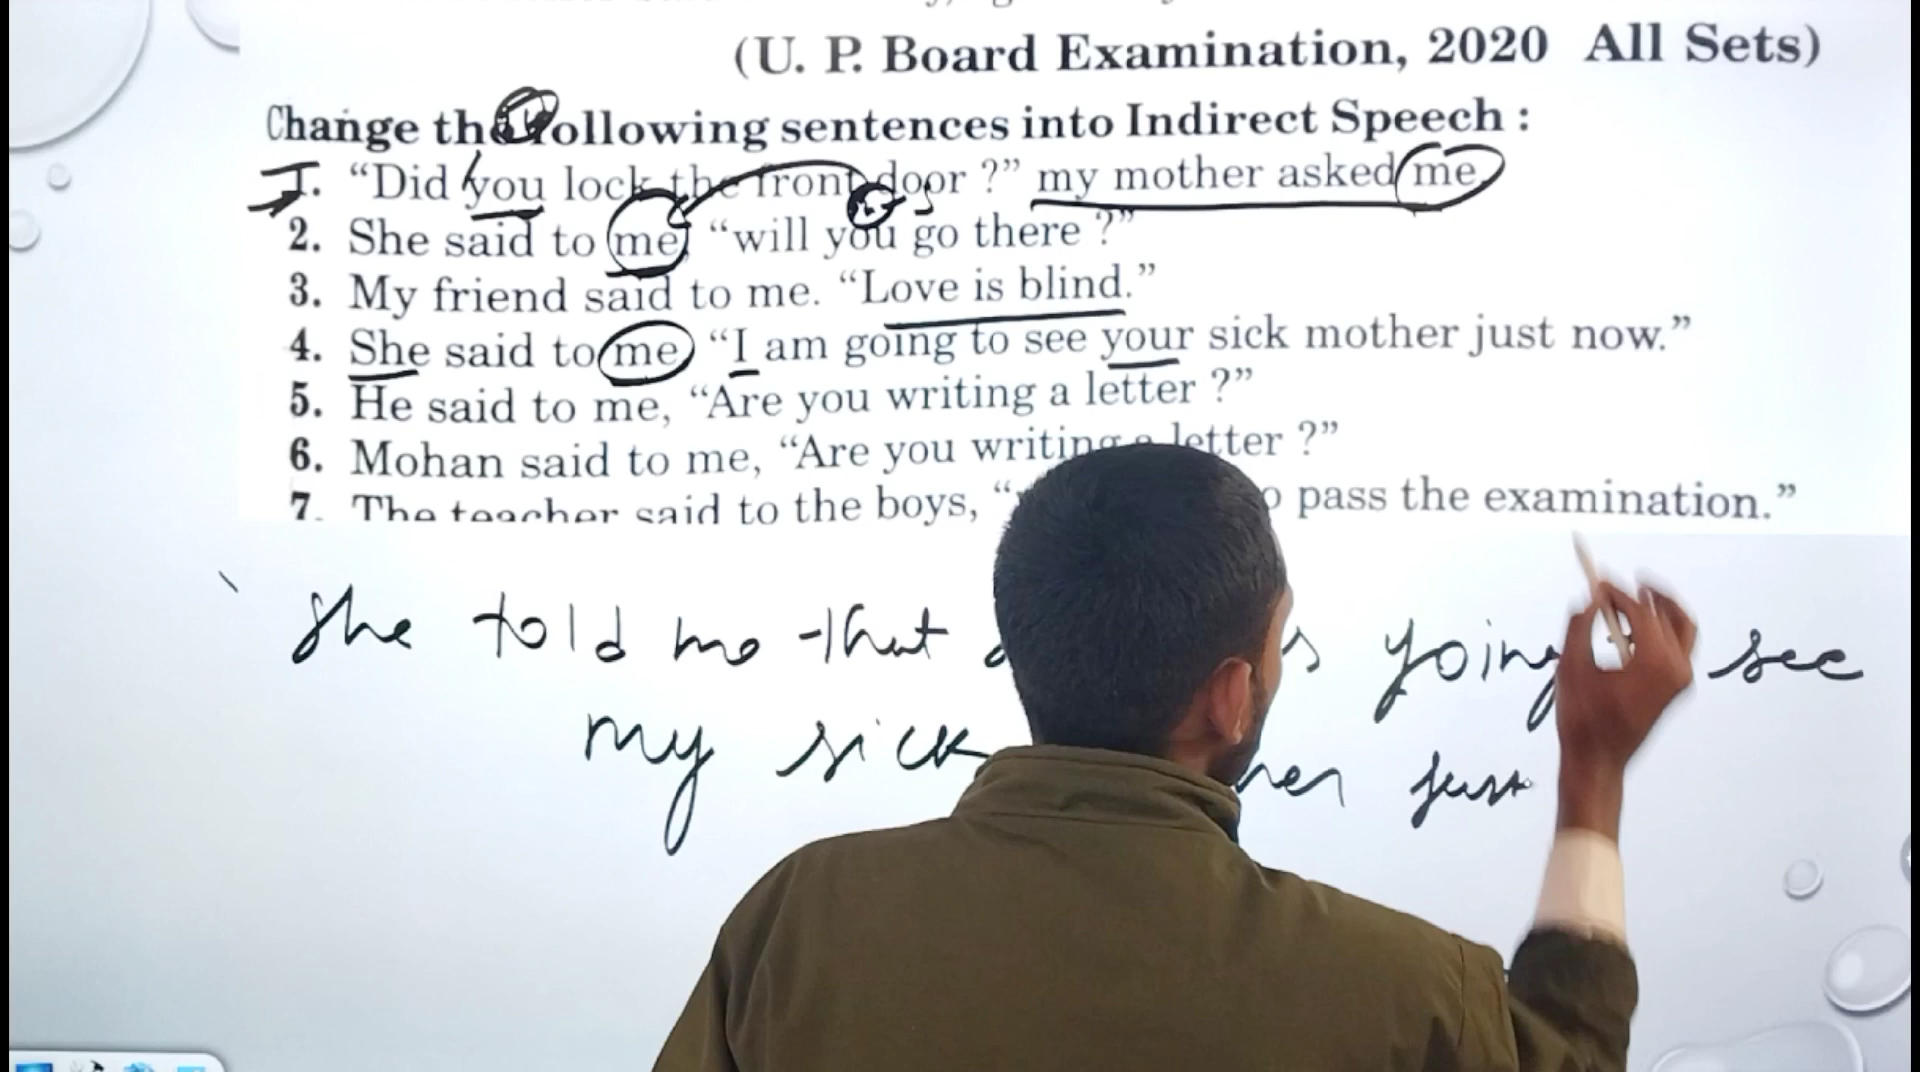 (U. P. Board Examination, 2020 All Sets)
Change the following sentences into Indirect Speech :
1. “Did you lock the front door ?” my mother asked me
2. She said to me, “will you go there ?”
3. My friend said to me. “Love is blind.”
4. She said to me, “I am going to see your sick mother just now.”
5. He said to me, “Are you writing a letter ?”
6. Mohan said to me, “Are you writing a letter ?”
7. The teacher said to the boys, “ pass the examination.”
She told me that going see
my sick just